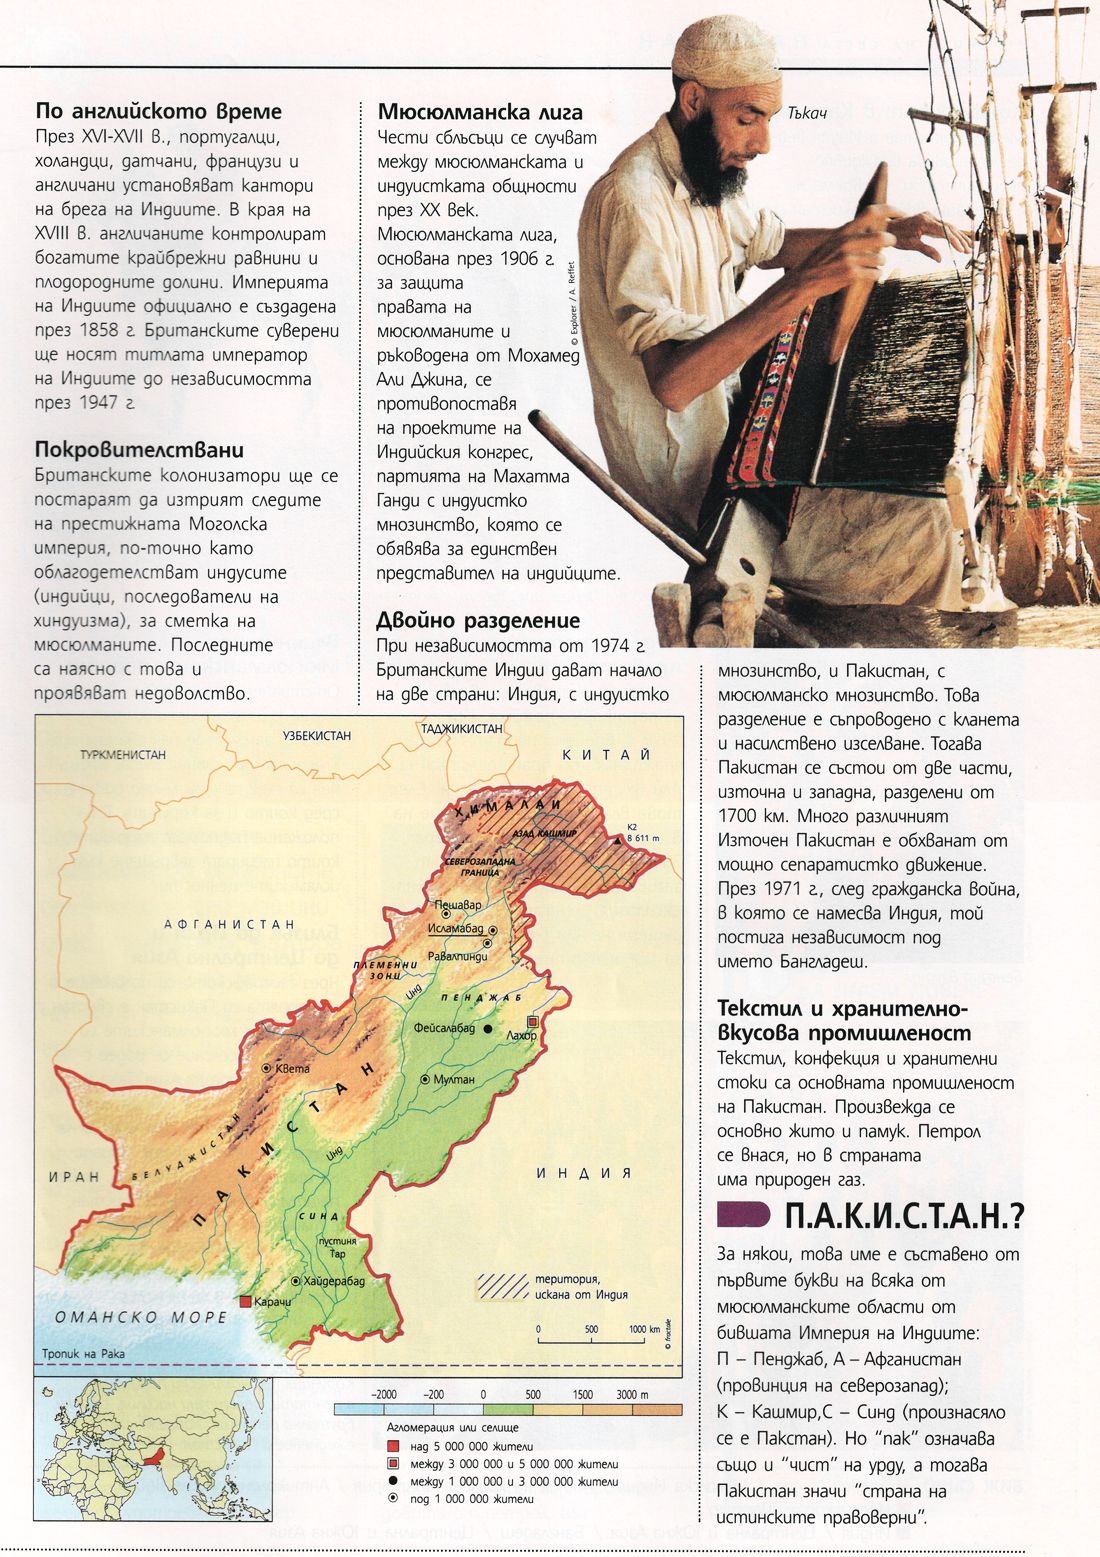 По английското време
През XVI-XVII в., португалци,
холандци, датчани, французи и
англичани установяват кантори
на брега на Индиите. В края на
XVIII в. англичаните контролират
богатите крайбрежни равнини и
плодородните долини. Империята
на Индиите официално е създадена
през 1858 г. Британските суверени
ще носят титлата император
на Индиите до независимостта
през 1947 г.
Покровителствани
Британските колонизатори ще се
постараят да изтрият следите
на престижната Моголска
империя, по-точно като
облагодетелстват индусите
(индийци, последователи на
хиндуизма), за сметка на
мюсюлманите. Последните
са наясно с това и
проявяват недоволство.
Мюсюлманска лига
Чести сблъсъци се случват
между мюсюлманската и
индуистката общности
през XX век.
Мюсюлманската лига,
основана през 1906 г.
за защита
правата на
мюсюлманите и
ръководена от Мохамед
Али Джина, се
противопоставя
на проектите на
Индийския конгрес,
партията на Махатма
Ганди с индуистко
мнозинство, която се
обявява за единствен
представител на индийците.
Двойно разделение
При независимостта от 1974 г.
Британските Индии дават начало
на две страни: Индия, с индуистко
Тъкач
© Explorer / A. Reffet
мнозинство, и Пакистан, с
мюсюлманско мнозинство. Това
разделение е съпроводено с кланета
и насилствено изселване. Тогава
Пакистан се състои от две части,
източна и западна, разделени от
1700 km. Много различният
Източен Пакистан е обхванат от
мощно сепаратистко движение.
През 1971 г., след гражданска война,
в която се намесва Индия, той
постига независимост под
името Бангладеш.
Текстил и хранително-
вкусова промишленост
Текстил, конфекция и хранителни
стоки са основната промишленост
на Пакистан. Произвежда се
основно жито и памук. Петрол
се внася, но в страната
има природен газ.
П.А.К.И.С.Т.А.Н.?
За някои, това име е съставено от
първите букви на всяка от
мюсюлманските области от
бившата Империя на Индиите:
П – Пенджаб, А – Афганистан
(провинция на северозапад);
К – Кашмир,С – Синд (произнасяло
се е Пакстан). Но "пак" означава
също и "чист" на урду, а тогава
Пакистан значи "страна на
истинските правоверни".
ТУРКМЕНИСТАН
УЗБЕКИСТАН
ТАДЖИКИСТАН
КИТАЙ
ХИМАЛАИ
АЗАД КАШМИР
К2
8 611 m
СЕВЕРОЗАПАДНА
ГРАНИЦА
АФГАНИСТАН
Пешавар
Исламабад
Равалпинди
ПЛЕМЕННИ
ЗОНИ
Инд
ПЕНДЖАБ
Фейсалабад
Лахор
Квета
Мултан
ПАКИСТАН
БЕЛУДЖИСТАН
ИРАН
Инд
ИНДИЯ
СИНД
пустиня
Тар
Хайдерабад
Карачи
ОМАНСКО МОРЕ
Тропик на Рака
територия,
искана от Индия
0 500 1000 km
© fractale
–2000 –200 0 500 1500 3000 m
Агломерация или селище
над 5 000 000 жители
между 3 000 000 и 5 000 000 жители
между 1 000 000 и 3 000 000 жители
под 1 000 000 жители